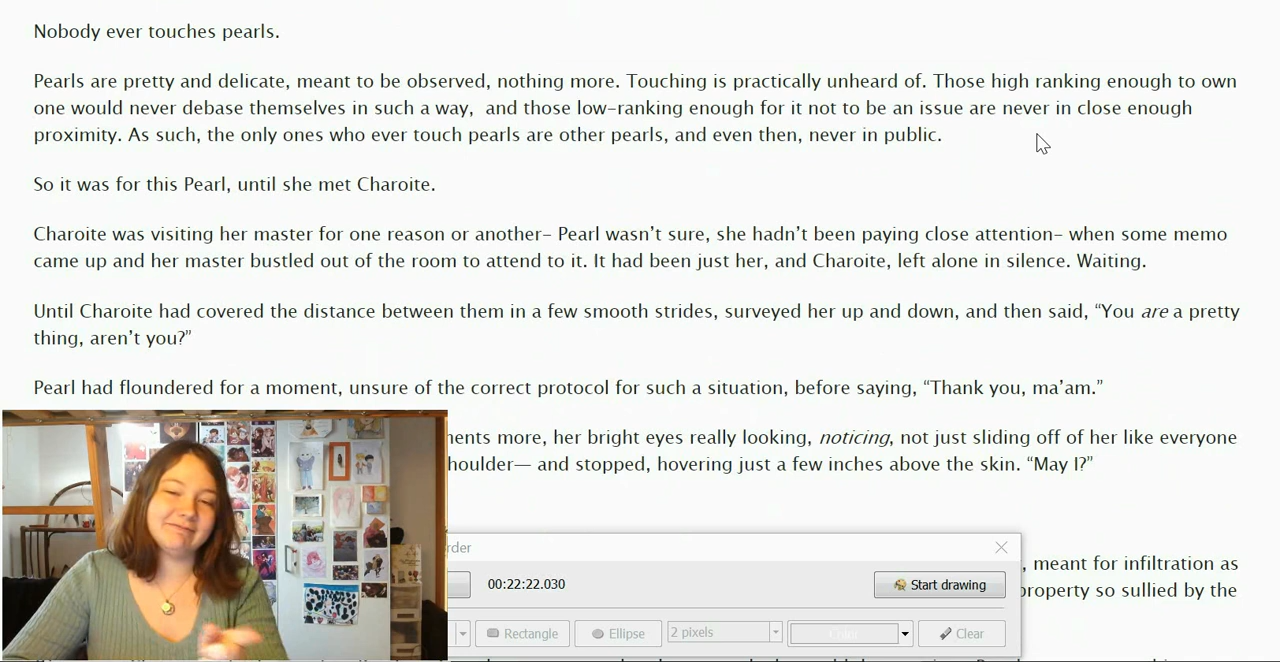 Nobody ever touches pearls.
Pearls are pretty and delicate, meant to be observed, nothing more. Touching is practically unheard of. Those high ranking enough to own
one would never debase themselves in such a way,  and those low-ranking enough for it not to be an issue are never in close enough
proximity. As such, the only ones who ever touch pearls are other pearls, and even then, never in public.
So it was for this Pearl, until she met Charoite.
Charoite was visiting her master for one reason or another– Pearl wasn’t sure, she hadn’t been paying close attention– when some memo
came up and her master bustled out of the room to attend to it. It had been just her, and Charoite, left alone in silence. Waiting.
Until Charoite had covered the distance between them in a few smooth strides, surveyed her up and down, and then said, “You are a pretty
thing, aren’t you?”
Pearl had floundered for a moment, unsure of the correct protocol for such a situation, before saying, “Thank you, ma’am.”
more, her bright eyes really looking, noticing, not just sliding off of her like everyone
and stopped, hovering just a few inches above the skin. “May I?”
, meant for infiltration as
property so sullied by the
00:22:22.030
Start drawing
Rectangle
Ellipse
2 pixels
Clear